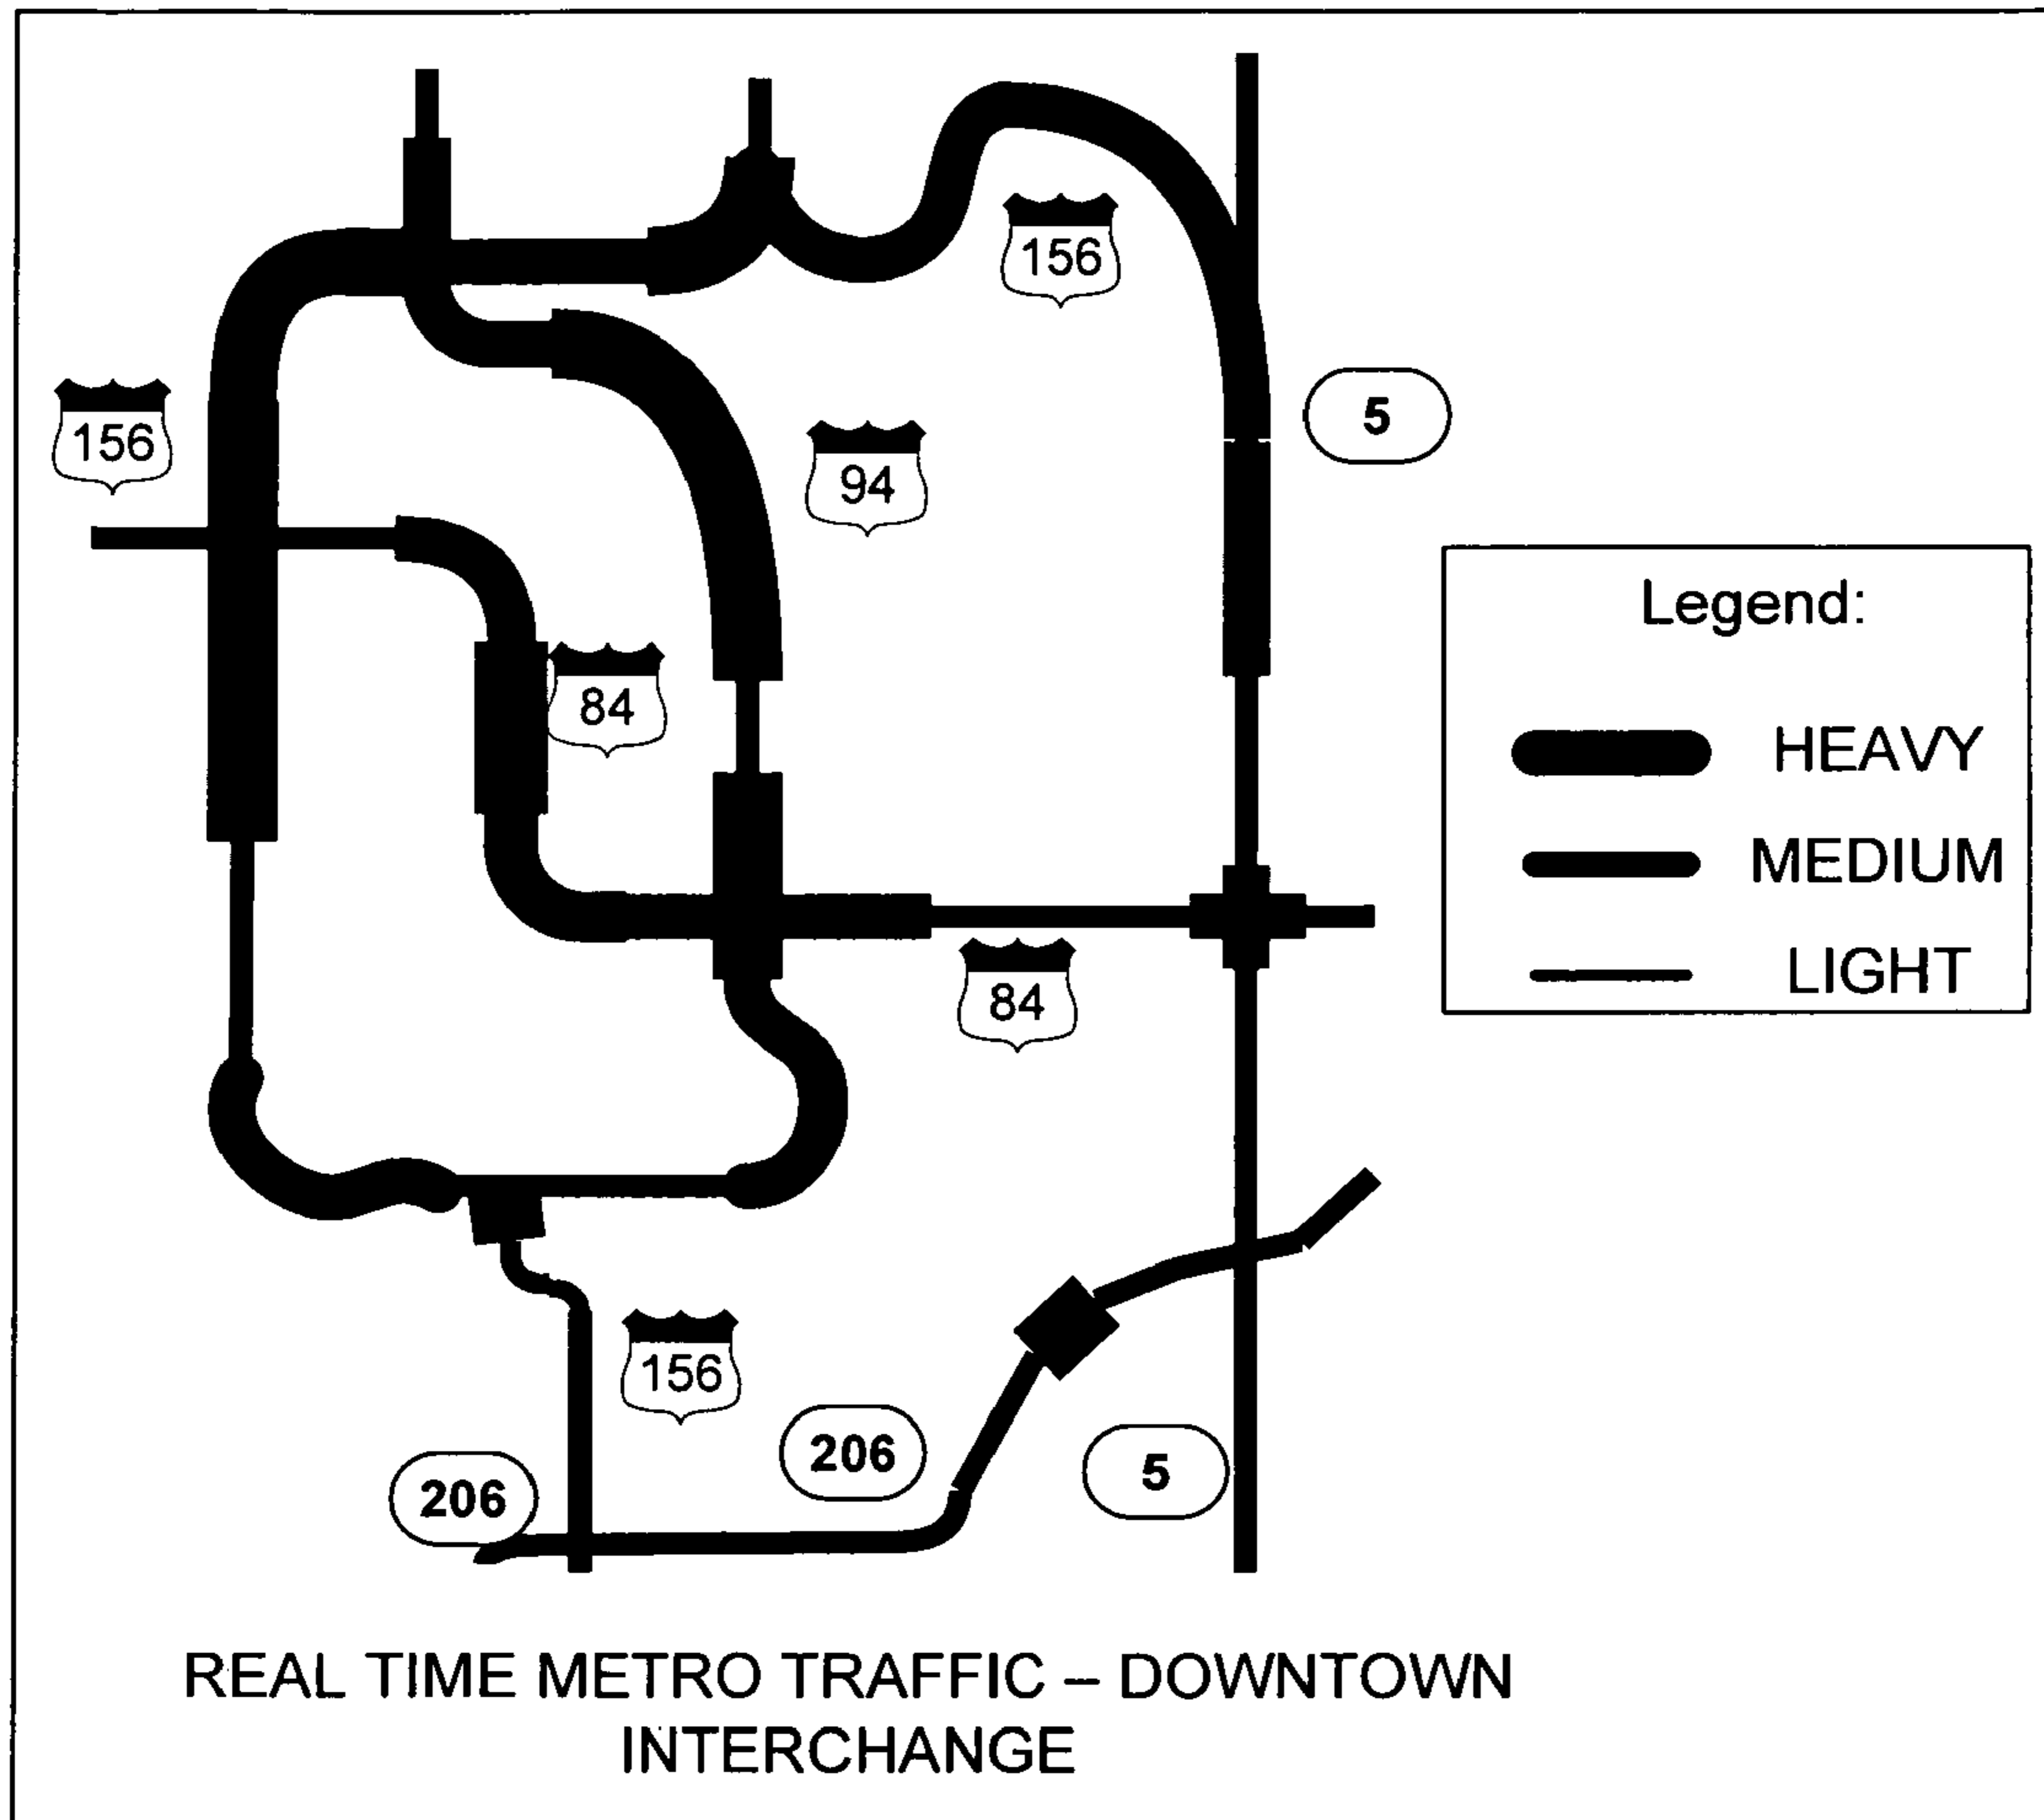 156
5
156
94
Legend:
84
HEAVY
MEDIUM
LIGHT
84
156
206
5
206
REAL TIME METRO TRAFFIC – DOWNTOWN
INTERCHANGE